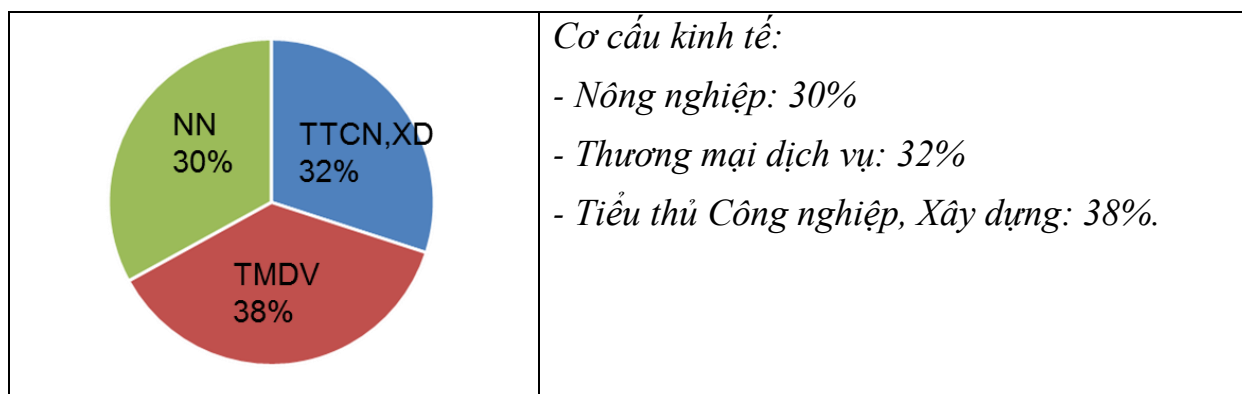 NN
30%
TTCN,XD
32%
TMDV
38%
Cơ cấu kinh tế:
- Nông nghiệp: 30%
- Thương mại dịch vụ: 32%
- Tiểu thủ Công nghiệp, Xây dựng: 38%.